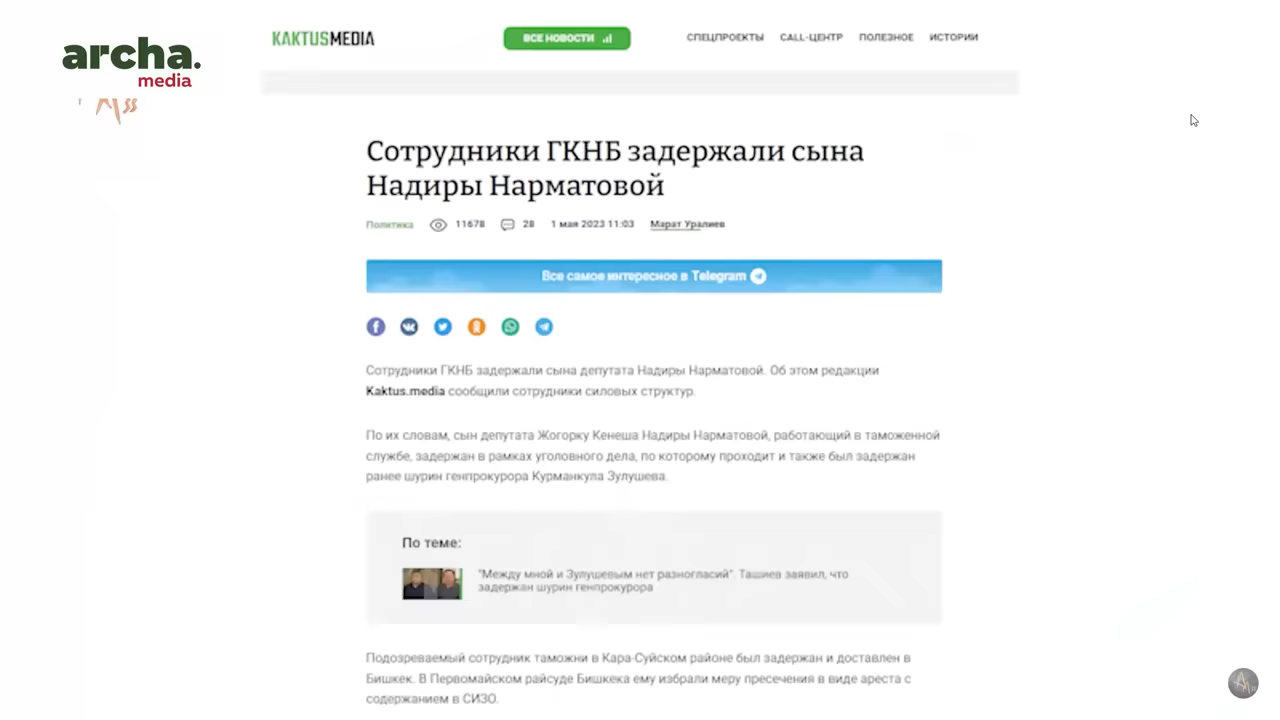 archa.
media
KAKTUSMEDIA
ВСЕ НОВОСТИ
СПЕЦПРОЕКТЫ CALL-ЦЕНТР ПОЛЕЗНОЕ ИСТОРИИ
Сотрудники ГКНБ задержали сына
Надиры Нарматовой
Политика 11678 28 1 мая 2023 11:03 Марат Уралиев
Все самое интересное в Telegram
Сотрудники ГКНБ задержали сына депутата Надиры Нарматовой. Об этом редакции
Kaktus.media сообщили сотрудники силовых структур.
По их словам, сын депутата Жогорку Кенеша Надиры Нарматовой, работающий в таможенной
службе, задержан в рамках уголовного дела, по которому проходит и также был задержан
ранее шурин генпрокурора Курманкула Зулушева.
По теме:
"Между мной и Зулушевым нет разногласий". Ташиев заявил, что
задержан шурин генпрокурора
Подозреваемый сотрудник таможни в Кара-Суйском районе был задержан и доставлен в
Бишкек. В Первомайском райсуде Бишкека ему избрали меру пресечения в виде ареста с
содержанием в СИЗО.